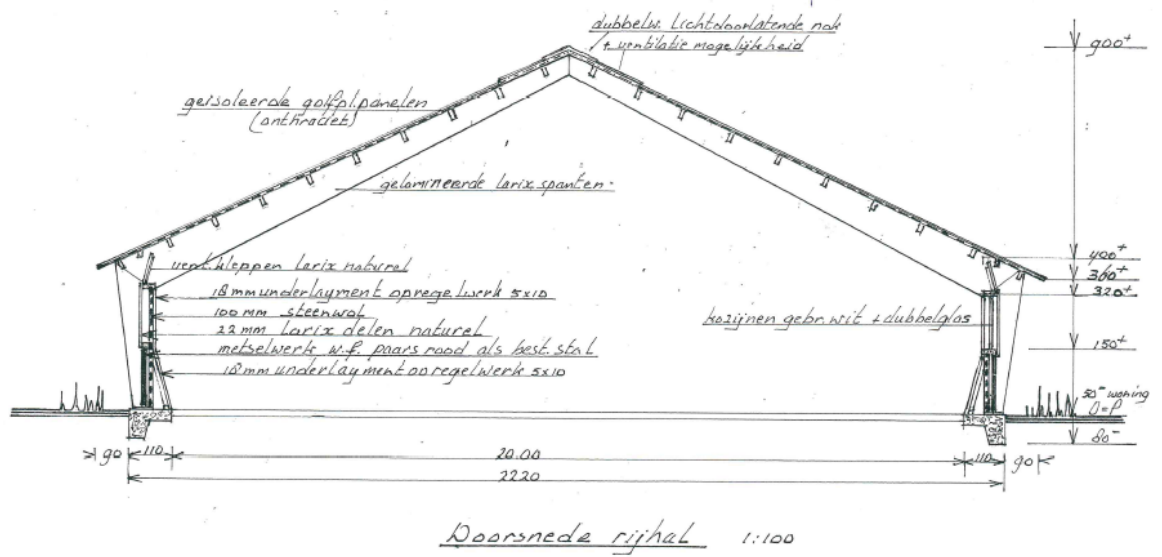 dubbelw. lichtdoorlatende nok
+ ventilatie mogelijkheid
900+
geisoleerde golfpl.panelen
(anthraciet)
gelamineerde larix spanten
400+
vent.kleppen larix naturel
360+
18 mm underlayment op regelwerk 5x10
320+
100 mm steenwol
kozijnen gebr.wit + dubbelglas
22 mm larix delen naturel
metselwerk w.f. paars rood als best. stal
150+
18 mm underlayment op regelwerk 5x10
50- woning
0=P
80-
90
110
20.00
110
90
2220
Doorsnede rijhal 1:100